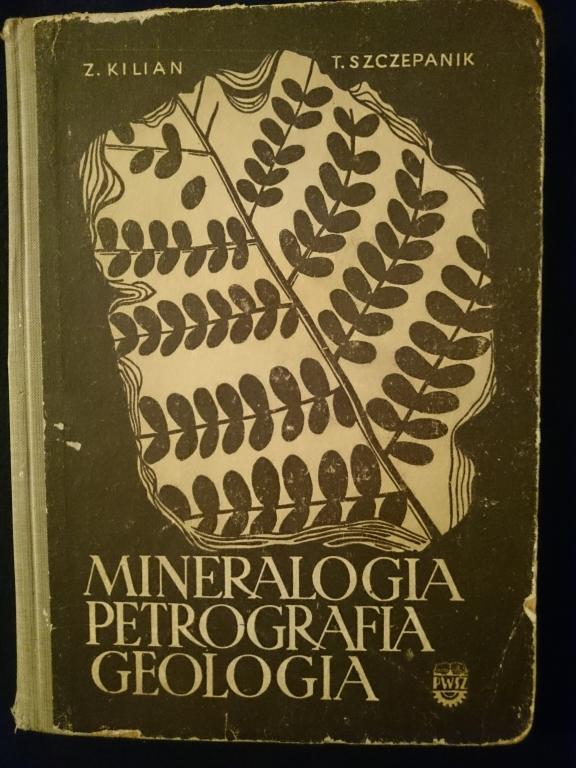 Z. KILIAN
T. SZCZEPANIK
MINERALOGIA
PETROGRAFIA
GEOLOGIA
PWSZ